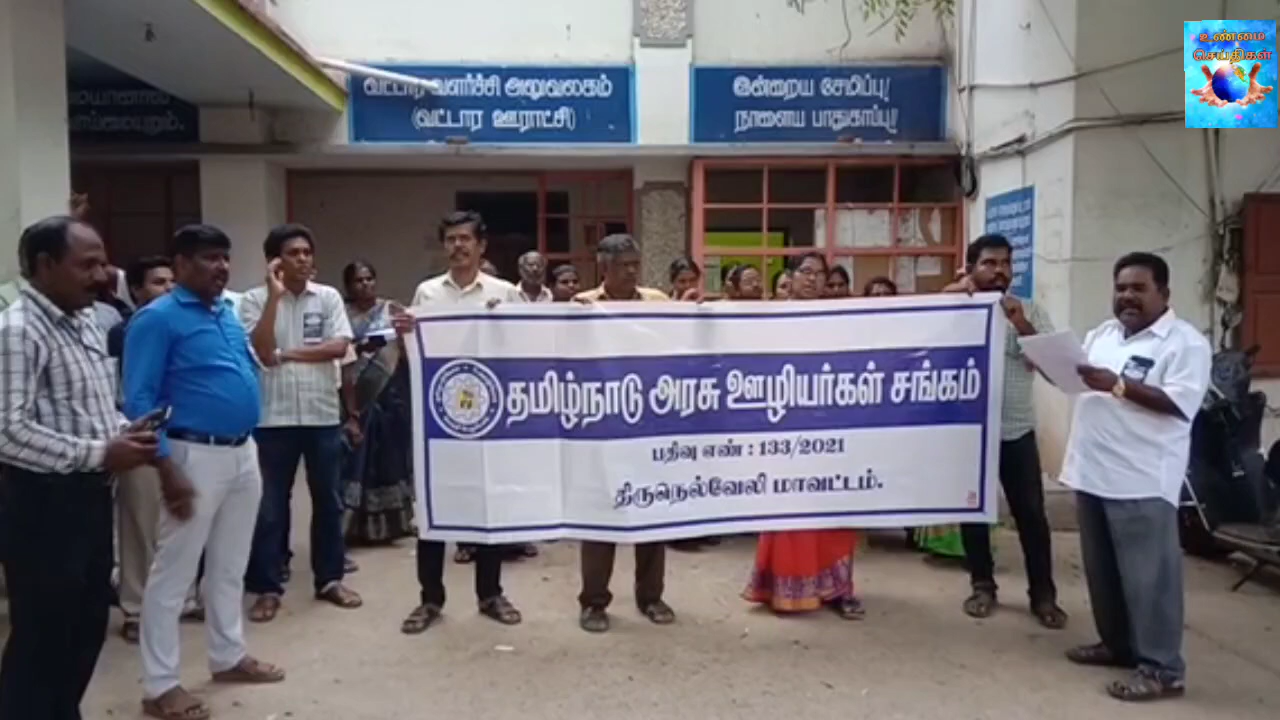 உண்மை
செய்திகள்
வட்டார வளர்ச்சி அலுவலகம்
(வட்டார ஊராட்சி)
இன்றைய சேமிப்பு!
நாளைய பாதுகாப்பு!
தமிழ்நாடு அரசு ஊழியர்கள் சங்கம்
பதிவு எண் : 133/2021
திருநெல்வேலி மாவட்டம்.